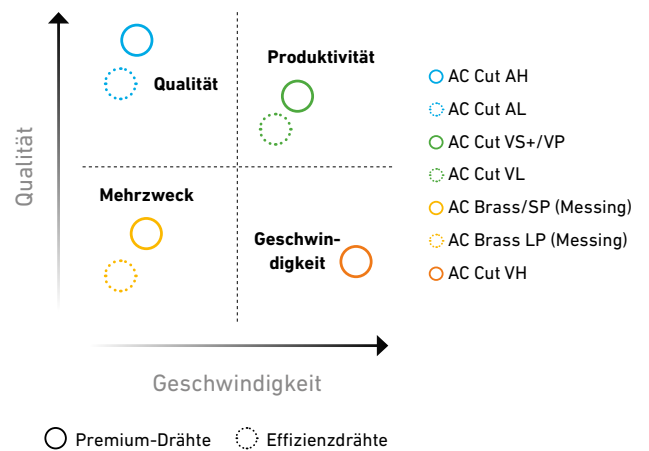 Qualität
Produktivität
Qualität
Mehrzweck
Geschwin-
digkeit
Geschwindigkeit
AC Cut AH
AC Cut AL
AC Cut VS+/VP
AC Cut VL
AC Brass/SP (Messing)
AC Brass LP (Messing)
AC Cut VH
Premium-Drähte
Effizienzdrähte